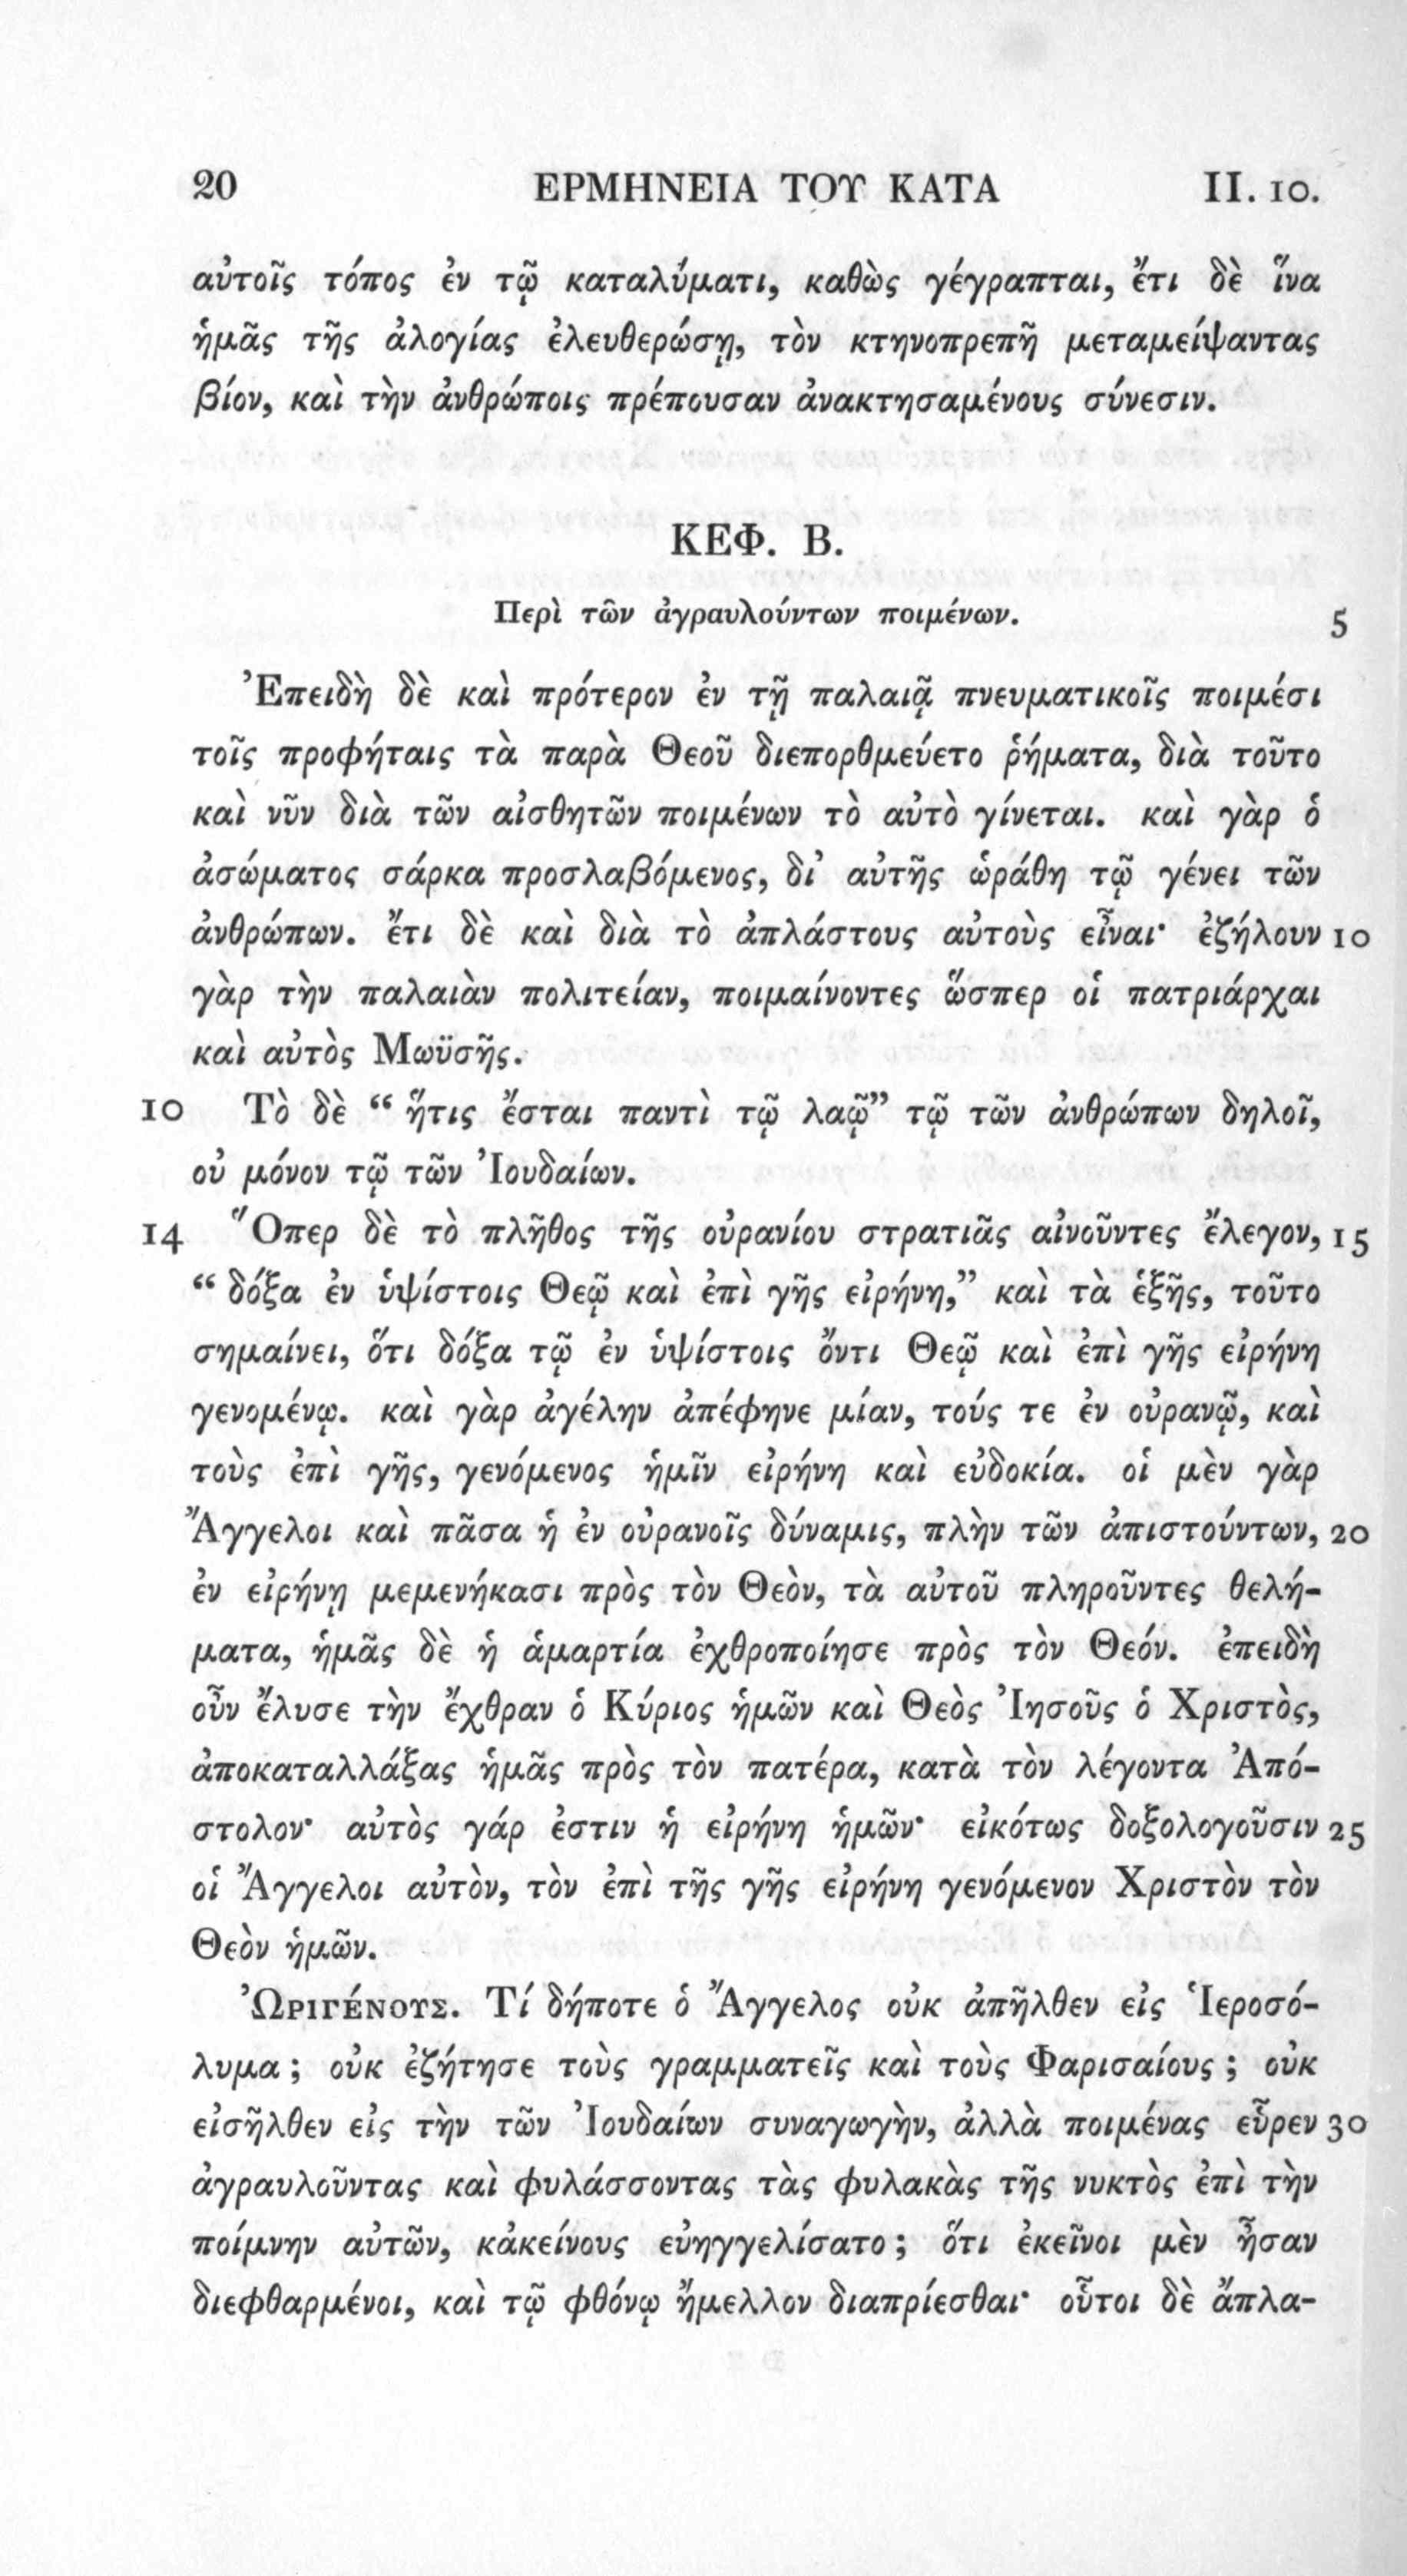 20 ΕΡΜΗΝΕΙΑ ΤΟΥ ΚΑΤΑ II. 10.
αὐτοῖς τόπος ἐν τῷ καταλύματι, καθὼς γέγραπται, ἔτι δὲ ἵνα
ἡμᾶς τῆς ἀλογίας ἐλευθερώσῃ, τὸν κτηνοπρεπῆ μεταμείψαντας
βίον, καὶ τὴν ἀνθρώποις πρέπουσαν ἀνακτησαμένους σύνεσιν.
ΚΕΦ. Β.
Περὶ τῶν ἀγραυλούντων ποιμένων. 5
Ἐπειδὴ δὲ καὶ πρότερον ἐν τῇ παλαιᾷ πνευματικοῖς ποιμέσι
τοῖς προφήταις τὰ παρὰ Θεοῦ διεπορθμεύετο ῥήματα, διὰ τοῦτο
καὶ νῦν διὰ τῶν αἰσθητῶν ποιμένων τὸ αὐτὸ γίνεται. καὶ γὰρ ὁ
ἀσώματος σάρκα προσλαβόμενος, δι’ αὐτῆς ὡράθη τῷ γένει τῶν
ἀνθρώπων. ἔτι δὲ καὶ διὰ τὸ ἀπλάστους αὐτοὺς εἶναι· ἐζήλουν 10
γὰρ τὴν παλαιὰν πολιτείαν, ποιμαίνοντες ὥσπερ οἱ πατριάρχαι
καὶ αὐτὸς Μωϋσῆς.
10 Τὸ δὲ “ ἥτις ἔσται παντὶ τῷ λαῷ” τῷ τῶν ἀνθρώπων δηλοῖ,
οὐ μόνον τῷ τῶν Ἰουδαίων.
14 Ὅπερ δὲ τὸ πλῆθος τῆς οὐρανίου στρατιᾶς αἰνοῦντες ἔλεγον, 15
“ δόξα ἐν ὑψίστοις Θεῷ καὶ ἐπὶ γῆς εἰρήνη,” καὶ τὰ ἑξῆς, τοῦτο
σημαίνει, ὅτι δόξα τῷ ἐν ὑψίστοις ὄντι Θεῷ καὶ ἐπὶ γῆς εἰρήνη
γενομένῳ. καὶ γὰρ ἀγέλην ἀπέφηνε μίαν, τούς τε ἐν οὐρανῷ, καὶ
τοὺς ἐπὶ γῆς, γενόμενος ἡμῖν εἰρήνη καὶ εὐδοκία. οἱ μὲν γὰρ
Ἄγγελοι καὶ πᾶσα ἡ ἐν οὐρανοῖς δύναμις, πλὴν τῶν ἀπιστούντων, 20
ἐν εἰρήνῃ μεμενήκασι πρὸς τὸν Θεὸν, τὰ αὐτοῦ πληροῦντες θελή-
ματα, ἡμᾶς δὲ ἡ ἁμαρτία ἐχθροποίησε πρὸς τὸν Θεόν. ἐπειδὴ
οὖν ἔλυσε τὴν ἔχθραν ὁ Κύριος ἡμῶν καὶ Θεὸς Ἰησοῦς ὁ Χριστὸς,
ἀποκαταλλάξας ἡμᾶς πρὸς τὸν πατέρα, κατὰ τὸν λέγοντα Ἀπό-
στολον· αὐτὸς γάρ ἐστιν ἡ εἰρήνη ἡμῶν· εἰκότως δοξολογοῦσιν 25
οἱ Ἄγγελοι αὐτὸν, τὸν ἐπὶ τῆς γῆς εἰρήνη γενόμενον Χριστὸν τὸν
Θεὸν ἡμῶν.
ὨΡΙΓΈΝΟΥΣ. Τί δήποτε ὁ Ἄγγελος οὐκ ἀπῆλθεν εἰς Ἱεροσό-
λυμα ; οὐκ ἐζήτησε τοὺς γραμματεῖς καὶ τοὺς Φαρισαίους ; οὐκ
εἰσῆλθεν εἰς τὴν τῶν Ἰουδαίων συναγωγὴν, ἀλλὰ ποιμένας εὗρεν 30
ἀγραυλοῦντας καὶ φυλάσσοντας τὰς φυλακὰς τῆς νυκτὸς ἐπὶ τὴν
ποίμνην αὐτῶν, κἀκείνους εὐηγγελίσατο ; ὅτι ἐκεῖνοι μὲν ἦσαν
διεφθαρμένοι, καὶ τῷ φθόνῳ ἤμελλον διαπρίεσθαι· οὗτοι δὲ ἄπλα-